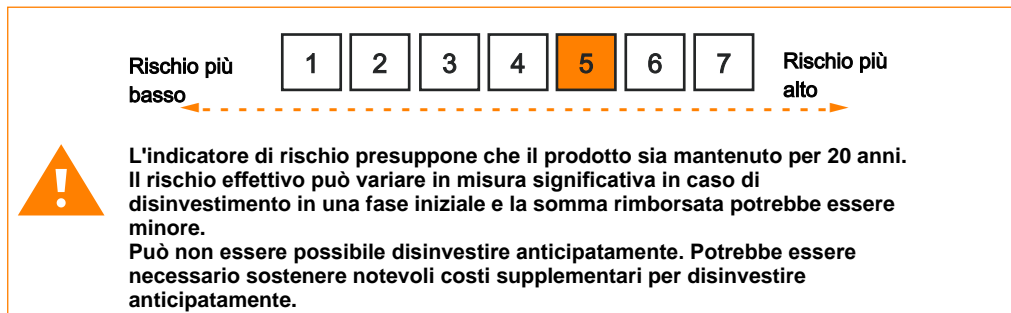 Rischio più
basso
1 2 3 4 5 6 7
Rischio più
alto
!
L'indicatore di rischio presuppone che il prodotto sia mantenuto per 20 anni.
Il rischio effettivo può variare in misura significativa in caso di
disinvestimento in una fase iniziale e la somma rimborsata potrebbe essere
minore.
Può non essere possibile disinvestire anticipatamente. Potrebbe essere
necessario sostenere notevoli costi supplementari per disinvestire
anticipatamente.